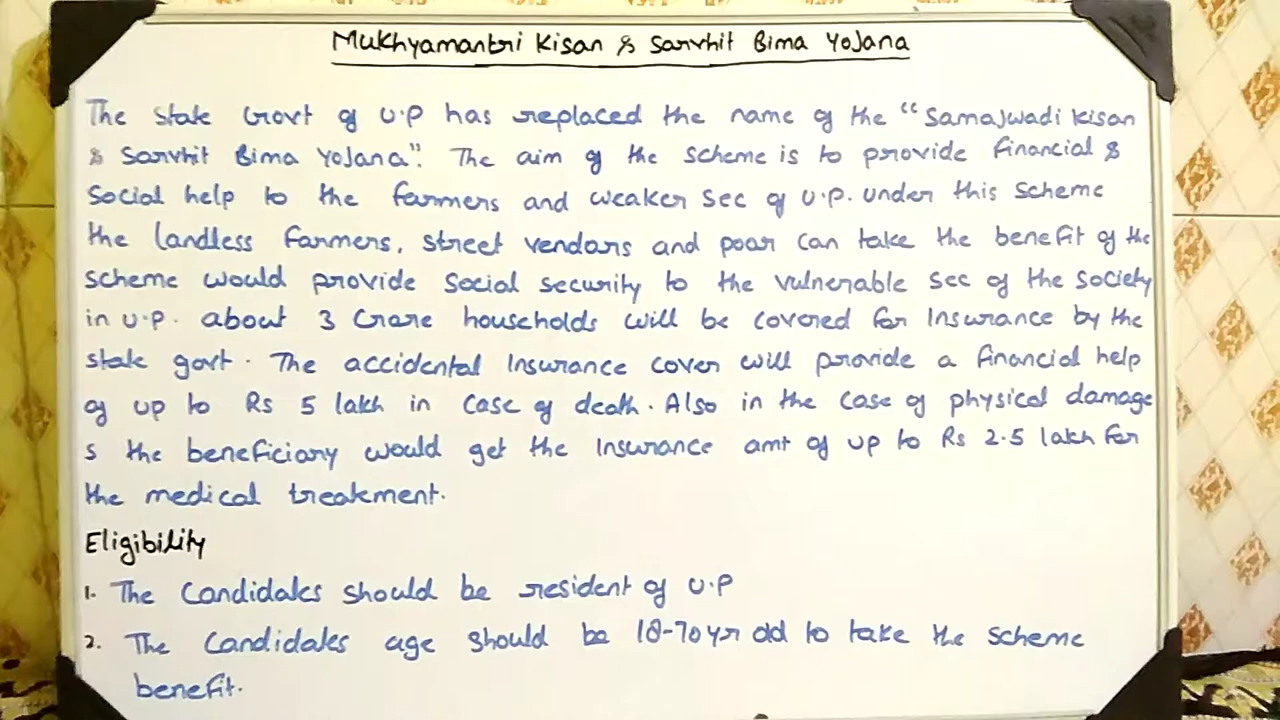 Mukhyamantri Kisan & Sarvhit Bima Yojana
The state Govt of U.P has replaced the name of the "Samajwadi Kisan
& Sarvhit Bima Yojana". The aim of the scheme is to provide financial &
Social help to the farmers and weaker sec of U.P. under this scheme
the landless farmers, street vendors and poor can take the benefit of the
scheme would provide social security to the vulnerable sec of the society
in U.P. about 3 Crore households will be covered for Insurance by the
state govt. The accidental Insurance cover will provide a financial help
of up to Rs 5 lakh in case of death. Also in the case of physical damage
s the beneficiary would get the Insurance amt of up to Rs 2.5 lakh for
the medical treatment.
Eligibility
1. The Candidates should be resident of U.P
2. The Candidates age should be 18-70 yr old to take the scheme
benefit.